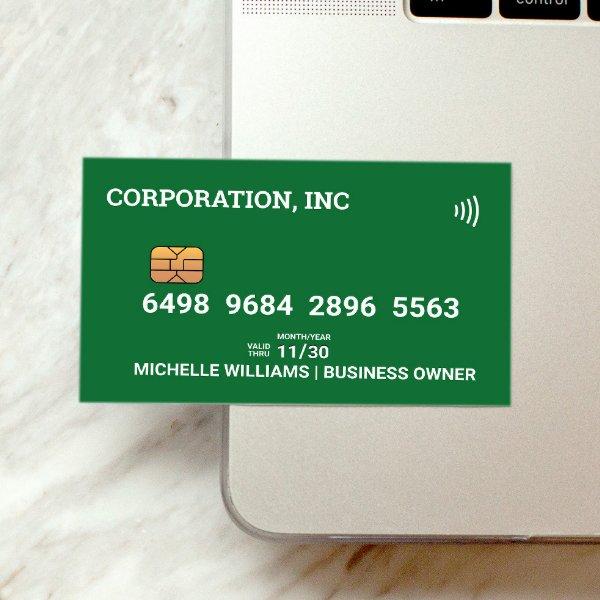 control
CORPORATION, INC
6498 9684 2896 5563
MONTH/YEAR
VALID THRU 11/30
MICHELLE WILLIAMS | BUSINESS OWNER